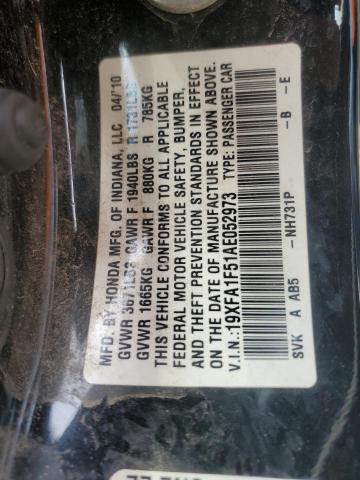 MFD. BY HONDA MFG. OF INDIANA, LLC 04/'10
GVWR 3671LBS GAWR F 1940LBS R 1731LBS
GVWR 1665KG GAWR F 880KG R 785KG
THIS VEHICLE CONFORMS TO ALL APPLICABLE
FEDERAL MOTOR VEHICLE SAFETY, BUMPER,
AND THEFT PREVENTION STANDARDS IN EFFECT
ON THE DATE OF MANUFACTURE SHOWN ABOVE.
V.I.N.:19XFA1F51AE052973 TYPE: PASSENGER CAR
SVK A AB5 -NH731P -B -E